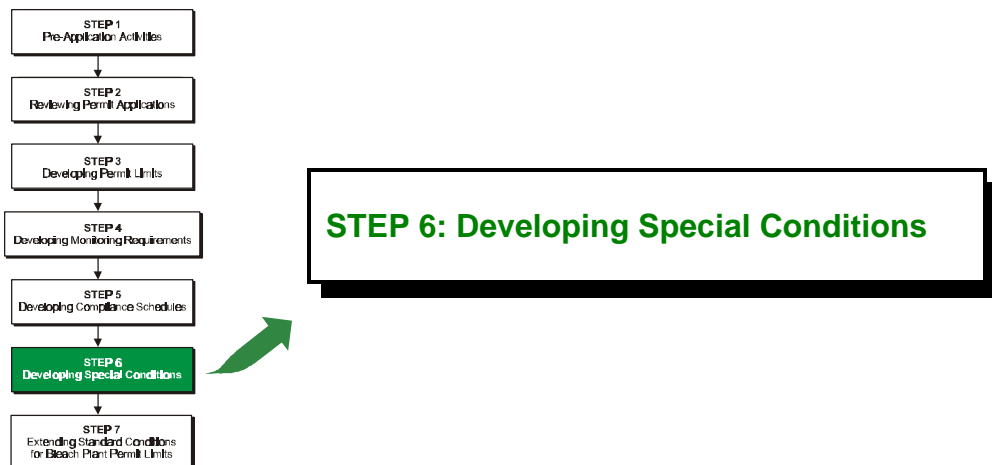 STEP 1
Pre-Application Activities
STEP 2
Reviewing Permit Applications
STEP 3
Developing Permit Limits
STEP 4
Developing Monitoring Requirements
STEP 5
Developing Compliance Schedules
STEP 6
Developing Special Conditions
STEP 7
Extending Standard Conditions
for Bleach Plant Permit Limits
STEP 6: Developing Special Conditions